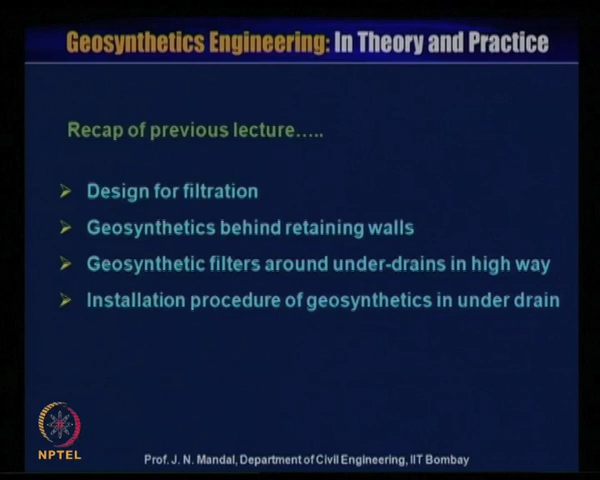 Geosynthetics Engineering: In Theory and Practice
Recap of previous lecture.....
Design for filtration
Geosynthetics behind retaining walls
Geosynthetic filters around under-drains in high way
Installation procedure of geosynthetics in under drain
NPTEL
Prof. J. N. Mandal, Department of Civil Engineering, IIT Bombay